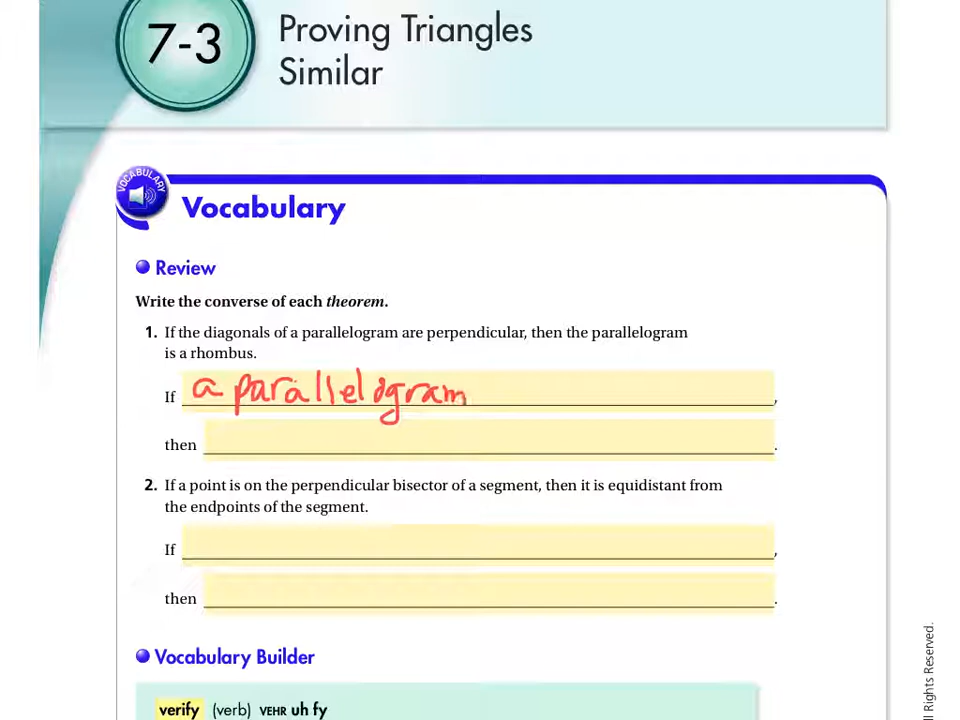 7-3
Proving Triangles
Similar
VOCABULARY
Vocabulary
Review
Write the converse of each theorem.
1. If the diagonals of a parallelogram are perpendicular, then the parallelogram
is a rhombus.
If a parallelogram ,
then .
2. If a point is on the perpendicular bisector of a segment, then it is equidistant from
the endpoints of the segment.
If ,
then .
Vocabulary Builder
verify (verb) VEHR uh fy
ll Rights Reserved.